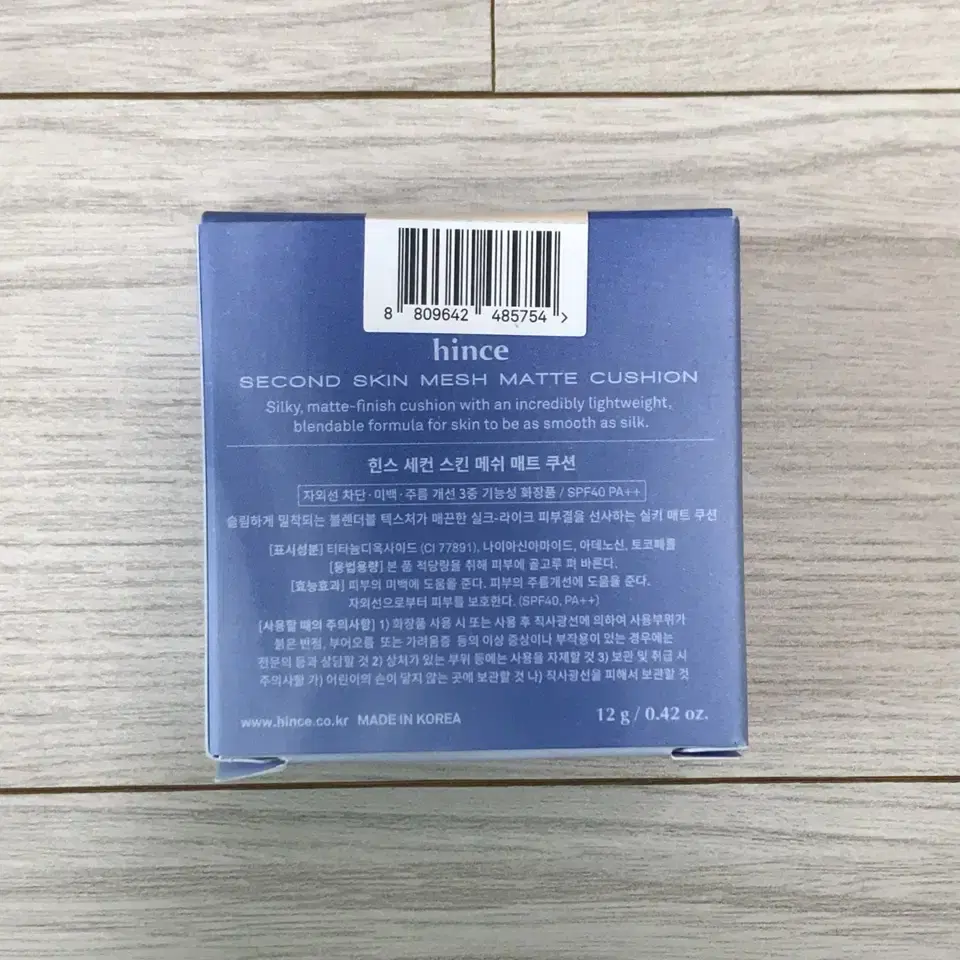 8 809642 485754 >
hince
SECOND SKIN MESH MATTE CUSHION
Silky, matte-finish cushion with an incredibly lightweight,
blendable formula for skin to be as smooth as silk.
힌스 세컨 스킨 메쉬 매트 쿠션
자외선 차단 · 미백 · 주름 개선 3중 기능성 화장품 / SPF40 PA++
슬림하게 밀착되는 블렌더블 텍스처가 매끈한 실크-라이크 피부결을 선사하는 실키 매트 쿠션
[표시성분] 티타늄디옥사이드 (CI 77891), 나이아신아마이드, 아데노신, 토코페롤
[용법용량] 본 품 적당량을 취해 피부에 골고루 펴 바른다.
[효능효과] 피부의 미백에 도움을 준다. 피부의 주름개선에 도움을 준다.
자외선으로부터 피부를 보호한다. (SPF40, PA++)
[사용할 때의 주의사항] 1) 화장품 사용 시 또는 사용 후 직사광선에 의하여 사용부위가
붉은 반점, 부어오름 또는 가려움증 등의 이상 증상이나 부작용이 있는 경우에는
전문의 등과 상담할 것 2) 상처가 있는 부위 등에는 사용을 자제할 것 3) 보관 및 취급 시
주의사항 가) 어린이의 손이 닿지 않는 곳에 보관할 것 나) 직사광선을 피해서 보관할 것
www.hince.co.kr MADE IN KOREA
12 g / 0.42 oz.